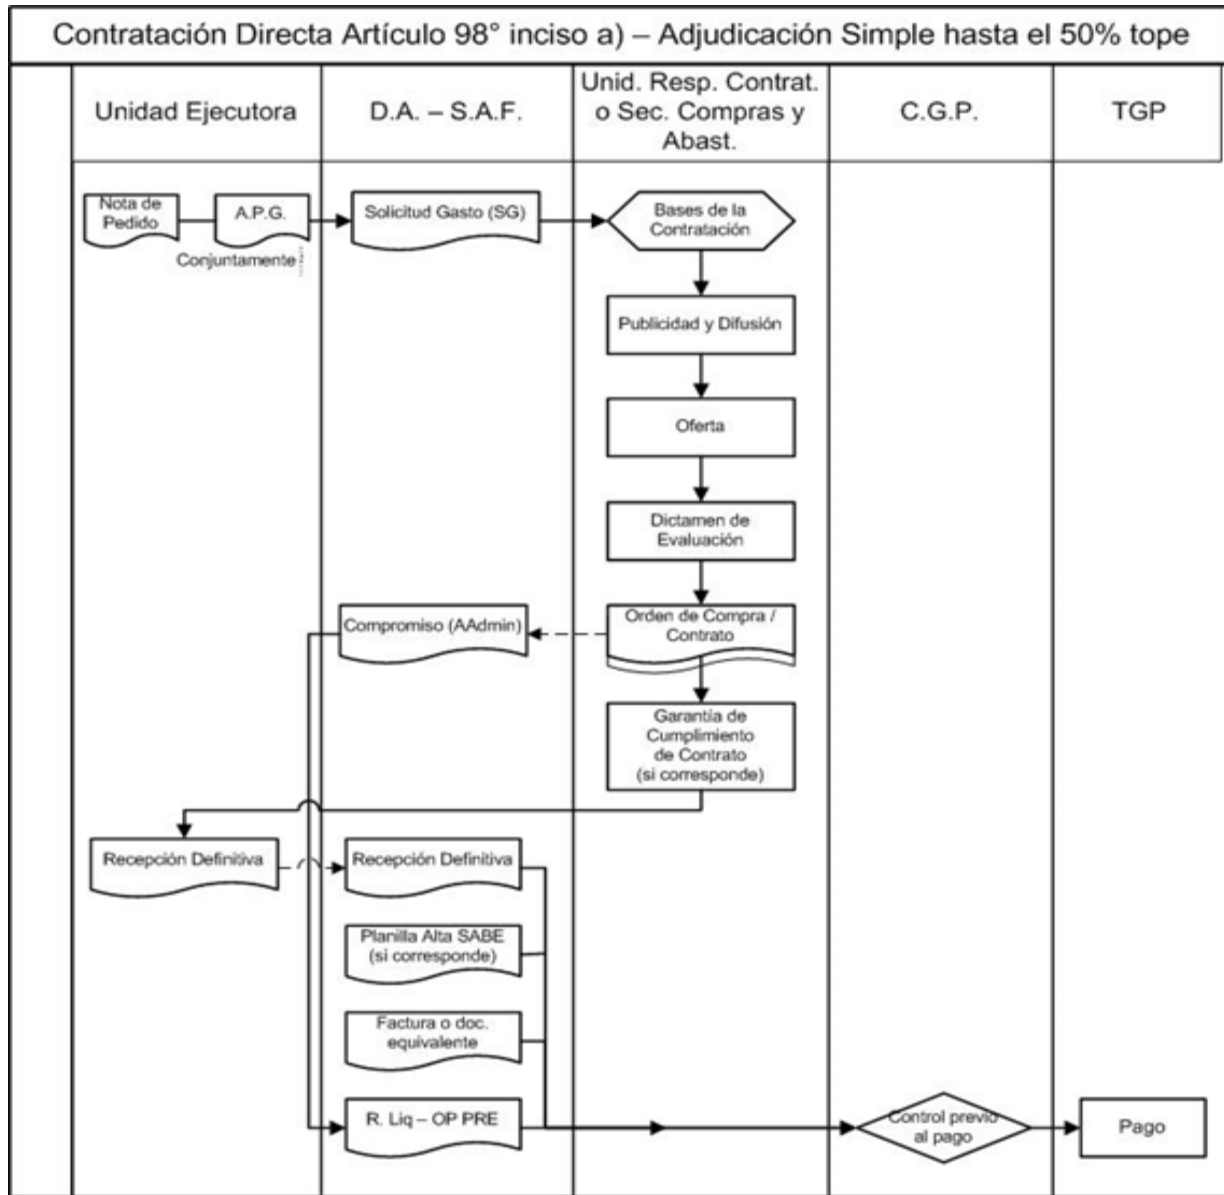 Contratación Directa Artículo 98° inciso a) – Adjudicación Simple hasta el 50% tope
Unidad Ejecutora
D.A. – S.A.F.
Unid. Resp. Contrat.
o Sec. Compras y
Abast.
C.G.P.
TGP
Nota de
Pedido
A.P.G.
Conjuntamente
Solicitud Gasto (SG)
Bases de la
Contratación
Publicidad y Difusión
Oferta
Dictamen de
Evaluación
Orden de Compra /
Contrato
Compromiso (AAdmin)
Garantía de
Cumplimiento
de Contrato
(si corresponde)
Recepción Definitiva
Recepción Definitiva
Planilla Alta SABE
(si corresponde)
Factura o doc.
equivalente
R. Liq – OP PRE
Control previo
al pago
Pago